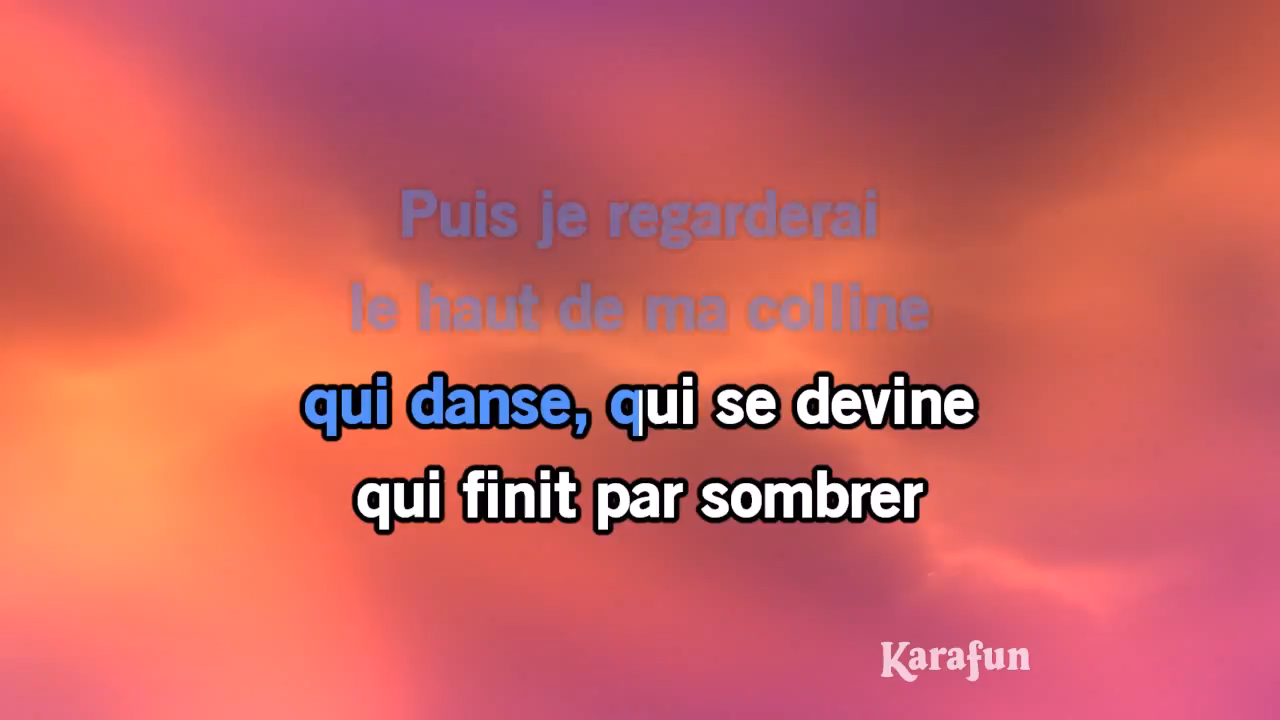 Puis je regarderai
le haut de ma colline
qui danse, qui se devine
qui finit par sombrer
Karafun